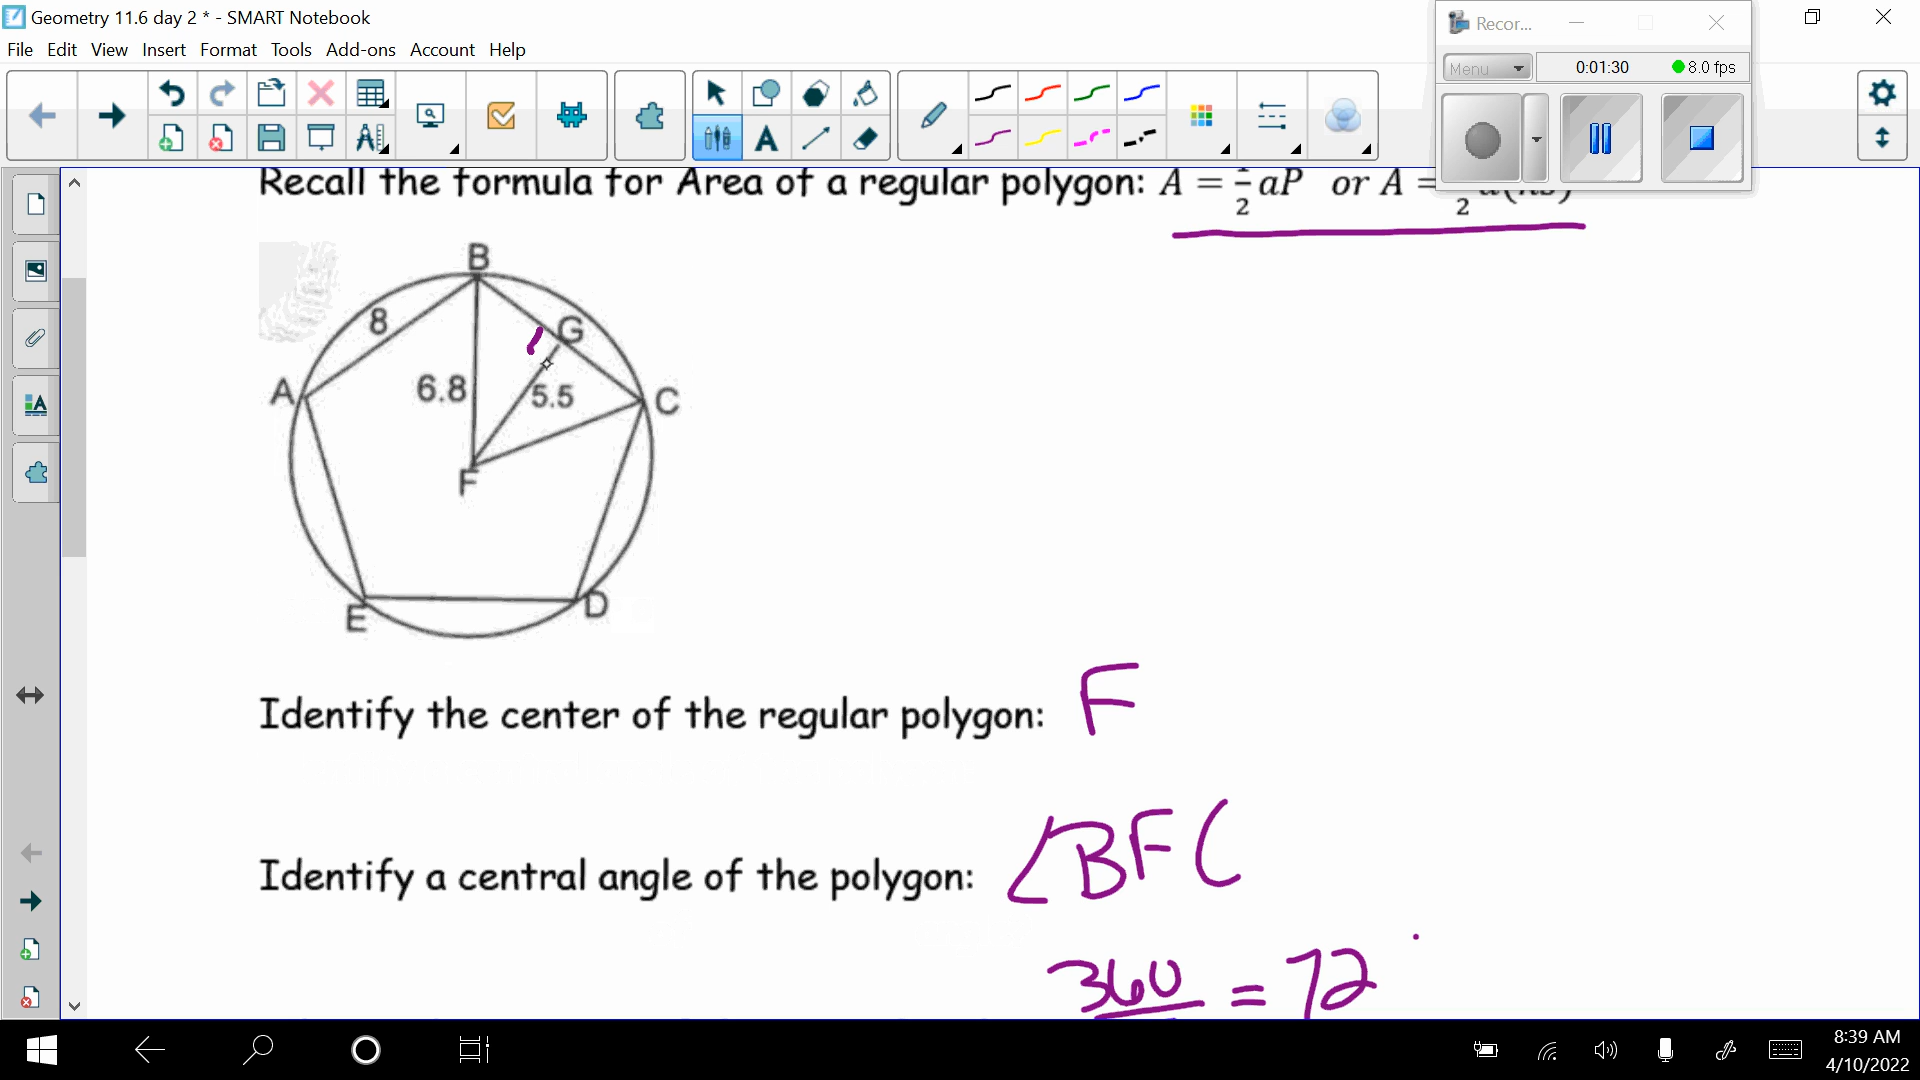 Geometry 11.6 day 2 * - SMART Notebook
Recor...
File Edit View Insert Format Tools Add-ons Account Help
Menu
0:01:30
8.0 fps
Recall the formula for Area of a regular polygon: A = 1/2 aP or A =
B
8
G
A
6.8
5.5
C
F
E
D
Identify the center of the regular polygon: F
Identify a central angle of the polygon: ∠BFC
360 = 72
8:39 AM
4/10/2022